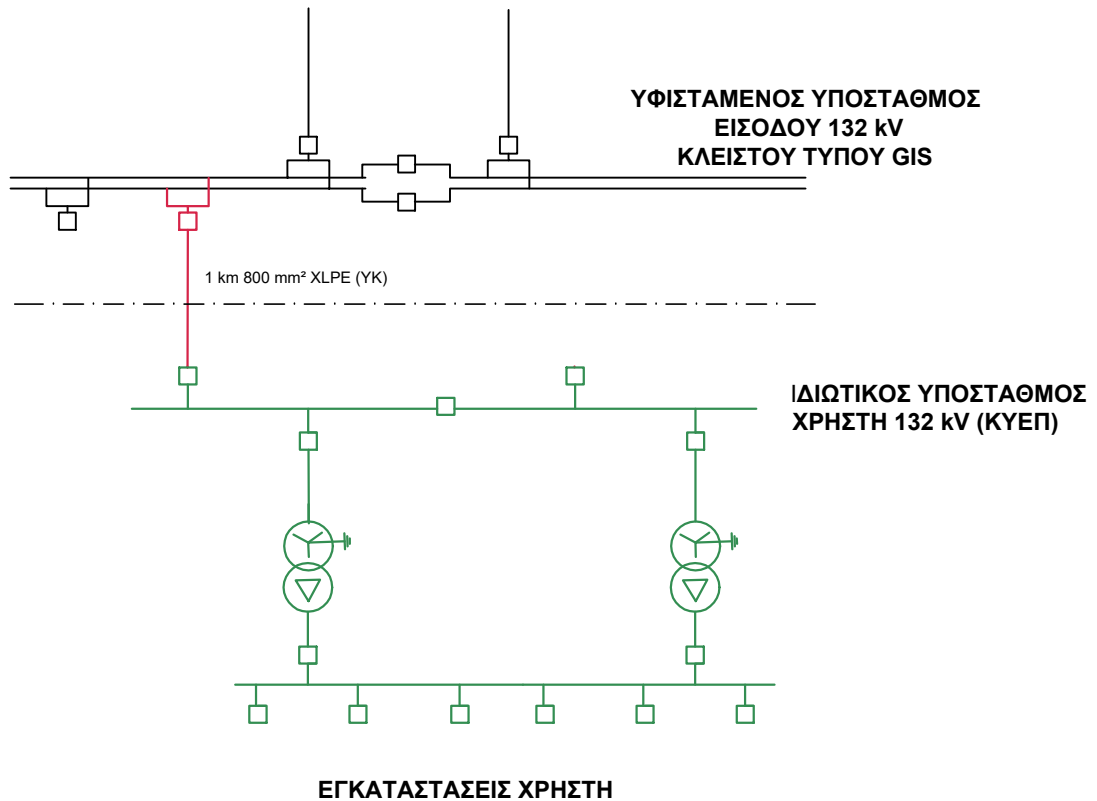 ΥΦΙΣΤΑΜΕΝΟΣ ΥΠΟΣΤΑΘΜΟΣ
ΕΙΣΟΔΟΥ 132 kV
ΚΛΕΙΣΤΟΥ ΤΥΠΟΥ GIS
1 km 800 mm² XLPE (ΥΚ)
ΙΔΙΩΤΙΚΟΣ ΥΠΟΣΤΑΘΜΟΣ
ΧΡΗΣΤΗ 132 kV (ΚΥΕΠ)
ΕΓΚΑΤΑΣΤΑΣΕΙΣ ΧΡΗΣΤΗ